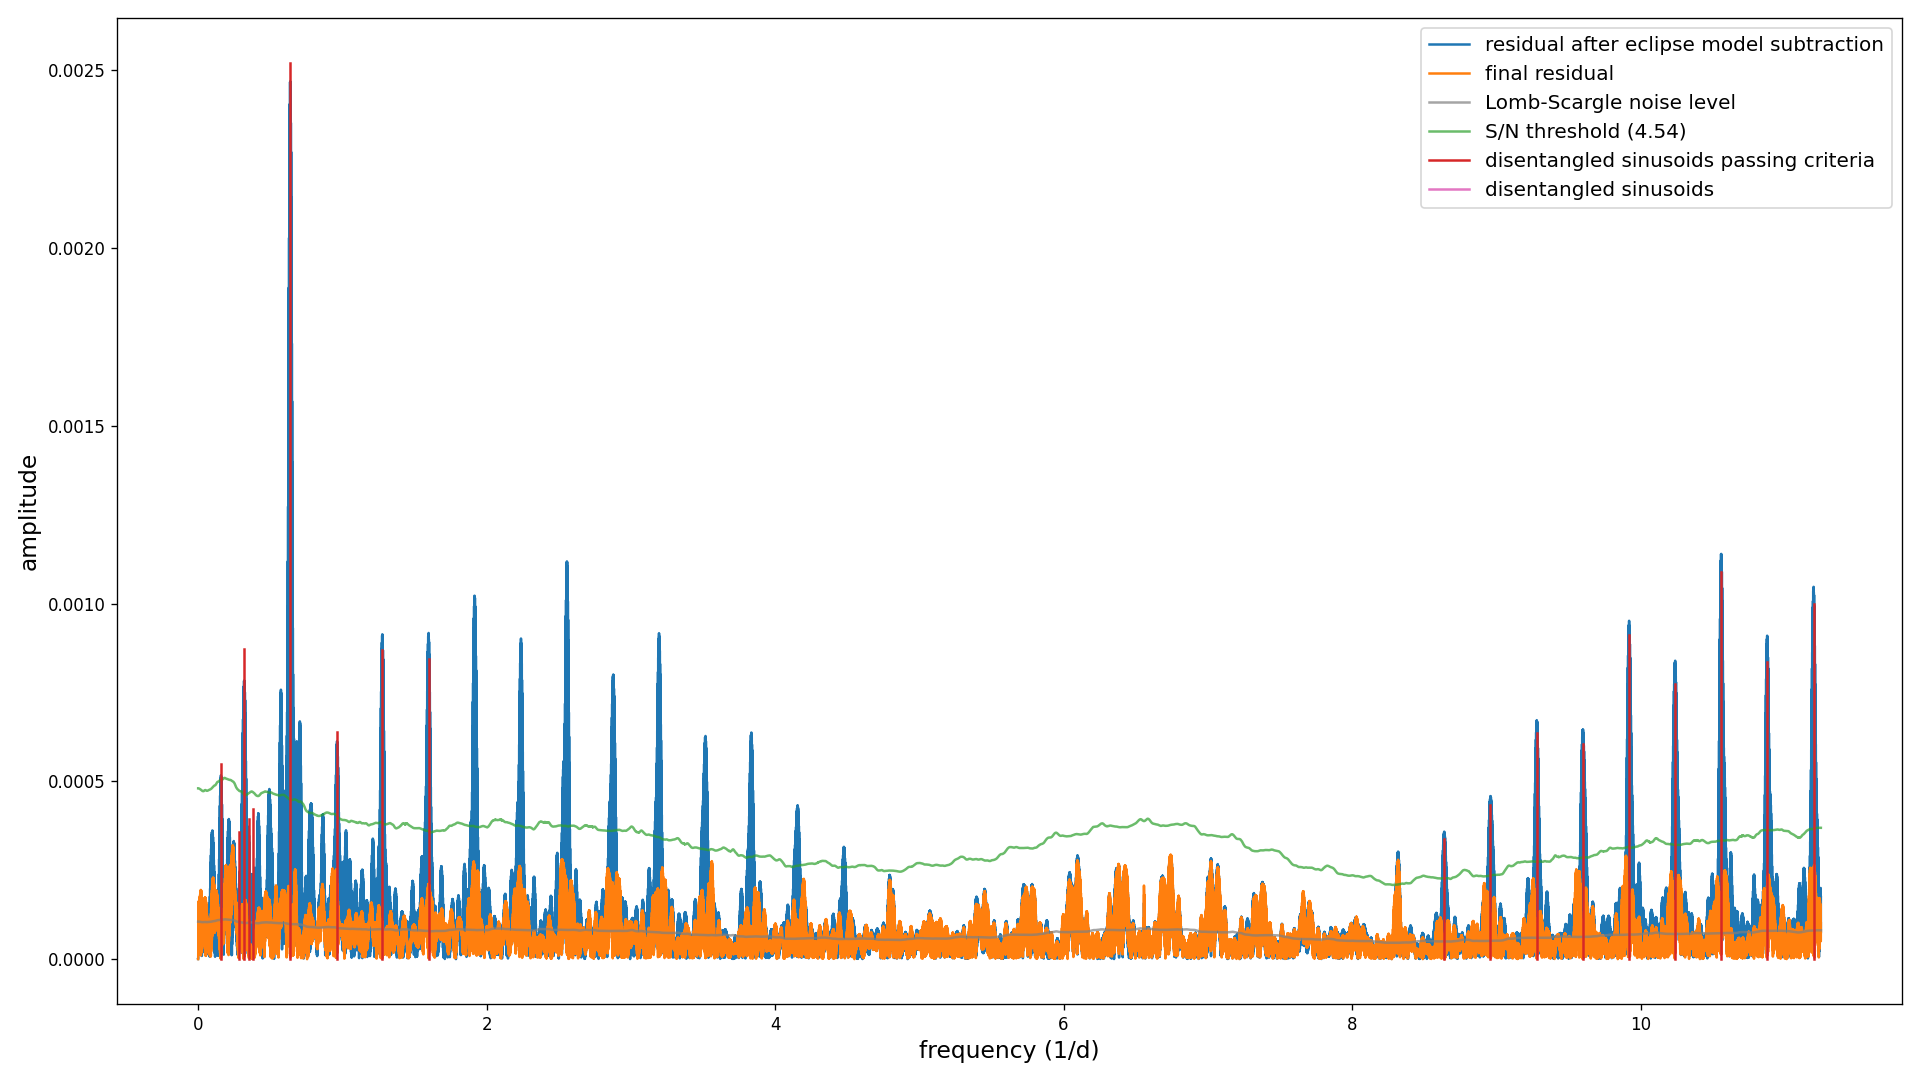 residual after eclipse model subtraction
final residual
Lomb-Scargle noise level
S/N threshold (4.54)
disentangled sinusoids passing criteria
disentangled sinusoids
0.0025
0.0020
0.0015
0.0010
0.0005
0.0000
amplitude
0 2 4 6 8 10
frequency (1/d)